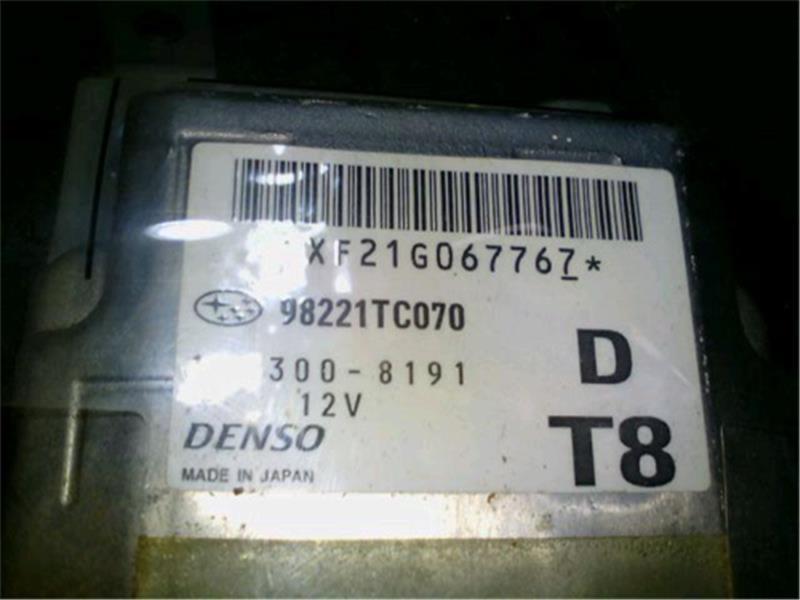 XF21G067767*
98221TC070
D
300-8191
12V
T8
DENSO
MADE IN JAPAN